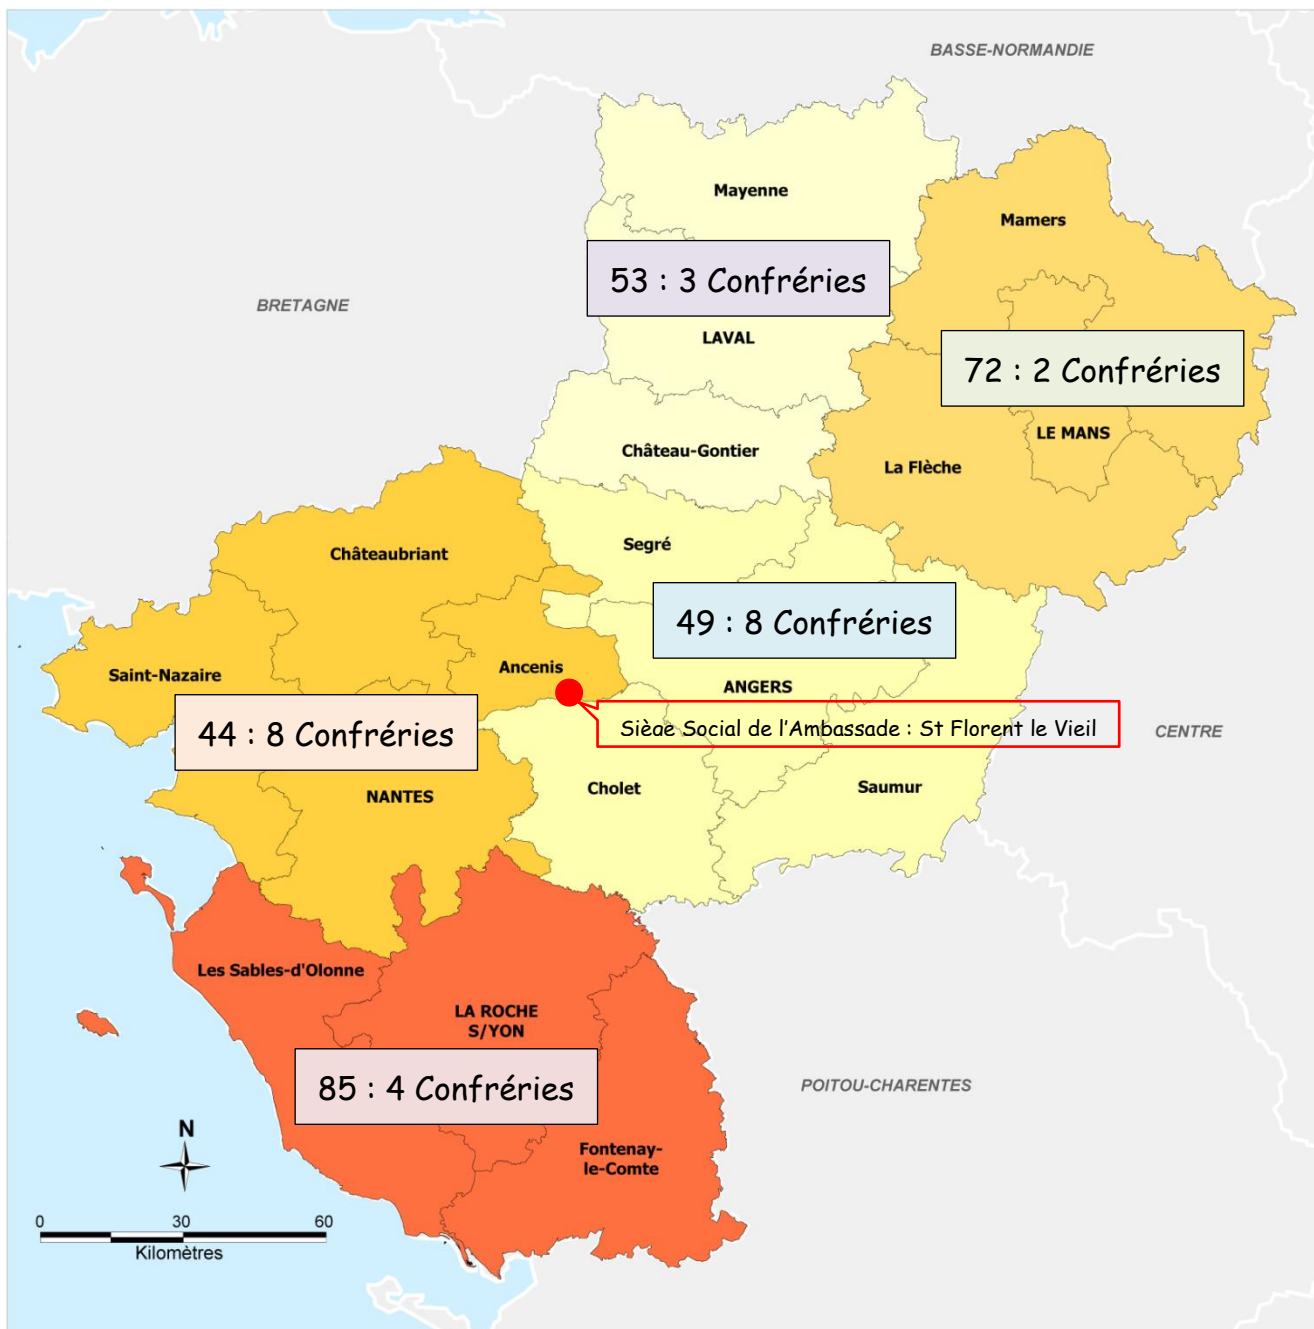 BASSE-NORMANDIE
Mayenne
Mamers
53 : 3 Confréries
BRETAGNE
LAVAL
72 : 2 Confréries
LE MANS
Château-Gontier
La Flèche
Segré
Châteaubriant
49 : 8 Confréries
Ancenis
Saint-Nazaire
ANGERS
Siège Social de l'Ambassade : St Florent le Vieil
CENTRE
44 : 8 Confréries
Cholet
Saumur
NANTES
Les Sables-d'Olonne
LA ROCHE
S/YON
85 : 4 Confréries
POITOU-CHARENTES
N
Fontenay-
le-Comte
0 30 60
Kilomètres